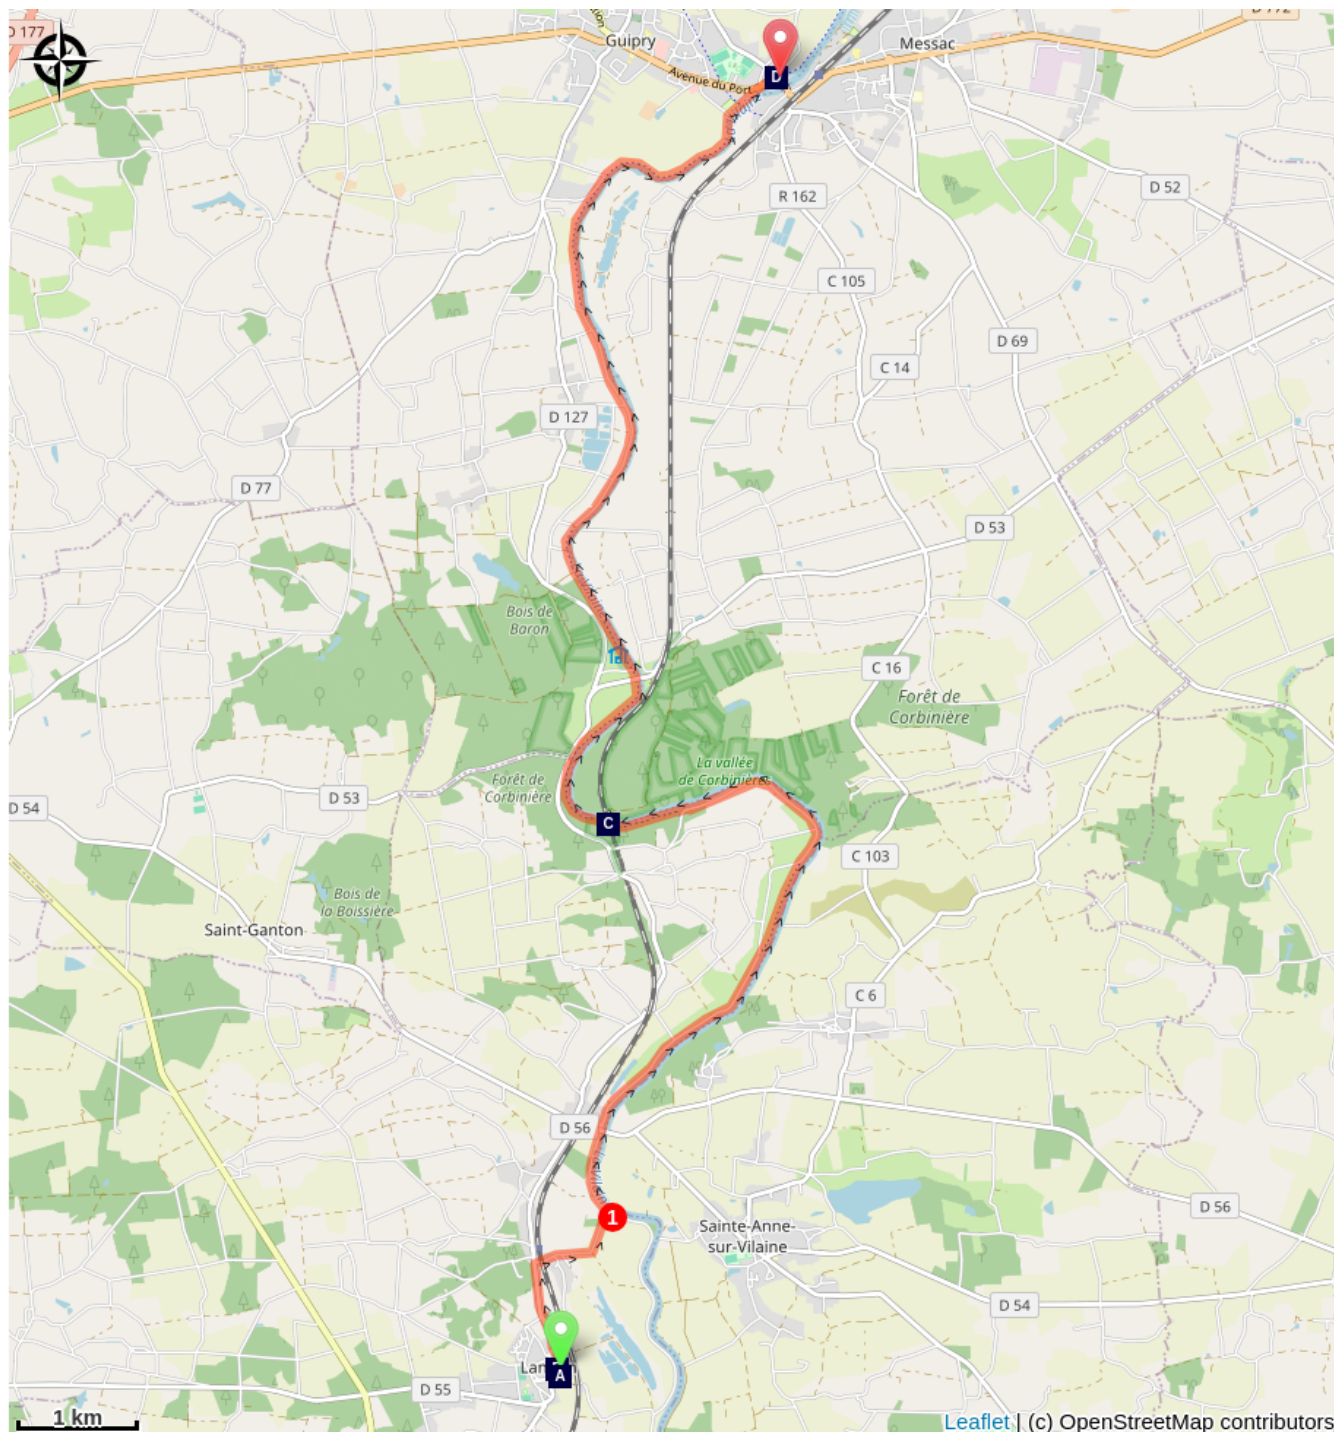 D 177
Guipry
Messac
D 772
Avenue du Port
D
D 52
R 162
C 105
D 69
C 14
D 127
D 77
D 53
Bois de
Baron
C 16
Forêt de
Corbinière
La vallée
de Corbinière
Forêt de
Corbinière
D 53
D 54
C
C 103
Bois de
la Boissière
Saint-Ganton
C 6
D 56
D 56
1
Sainte-Anne-
sur-Vilaine
D 54
A
D 55
1 km
Leaflet | (c) OpenStreetMap contributors